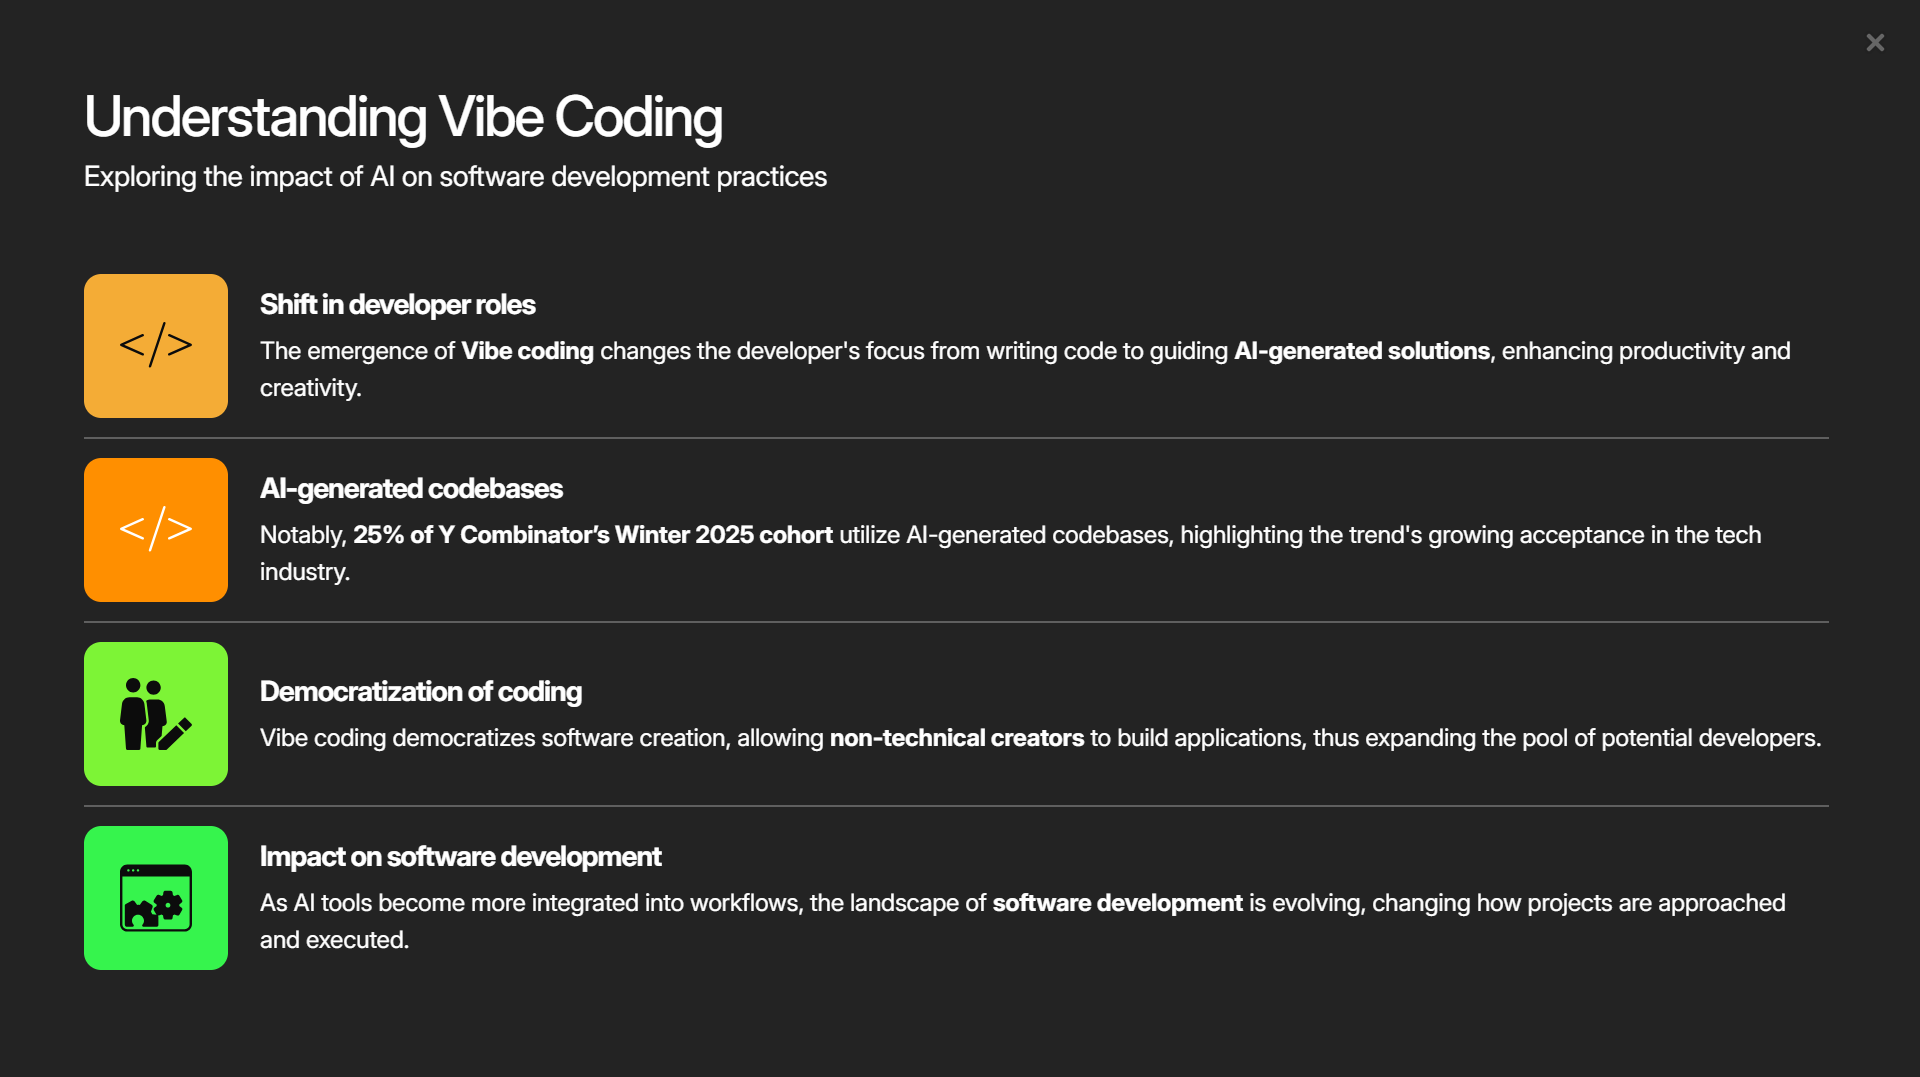 Understanding Vibe Coding
Exploring the impact of AI on software development practices
</>
Shift in developer roles
The emergence of Vibe coding changes the developer's focus from writing code to guiding AI-generated solutions, enhancing productivity and
creativity.
</>
AI-generated codebases
Notably, 25% of Y Combinator’s Winter 2025 cohort utilize AI-generated codebases, highlighting the trend's growing acceptance in the tech
industry.
Democratization of coding
Vibe coding democratizes software creation, allowing non-technical creators to build applications, thus expanding the pool of potential developers.
Impact on software development
As AI tools become more integrated into workflows, the landscape of software development is evolving, changing how projects are approached
and executed.